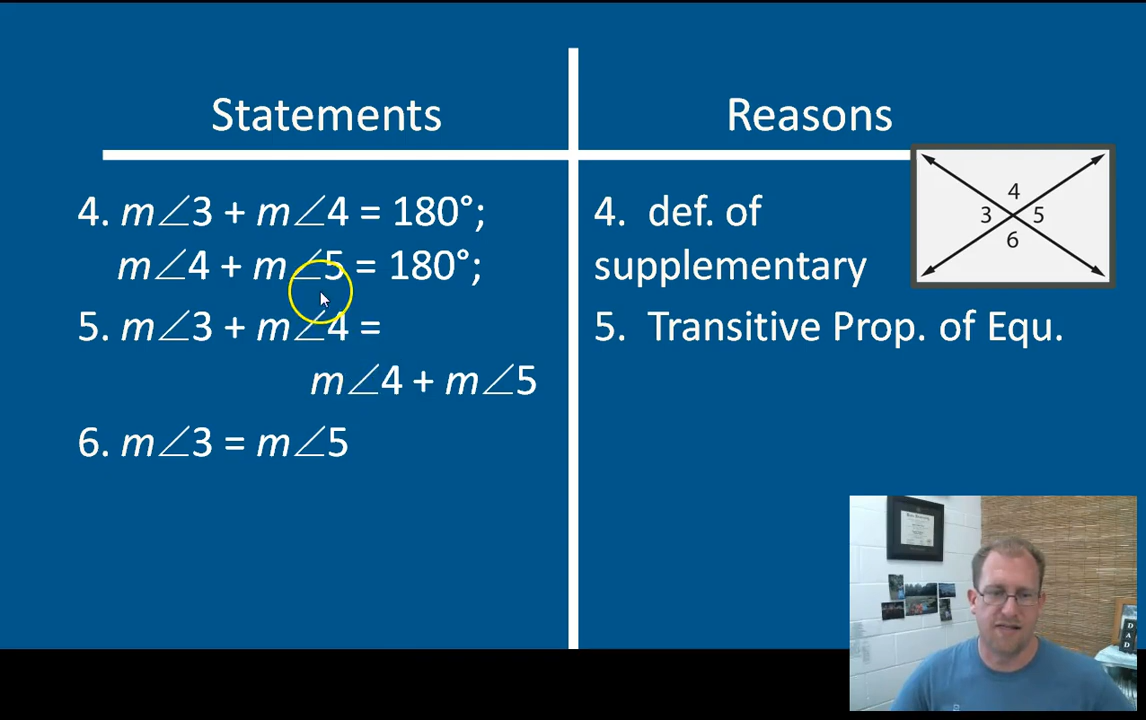 Statements
Reasons
4. m∠3 + m∠4 = 180°;
m∠4 + m∠5 = 180°;
4. def. of
supplementary
5. m∠3 + m∠4 =
m∠4 + m∠5
5. Transitive Prop. of Equ.
6. m∠3 = m∠5
4
3 5
6
DAD